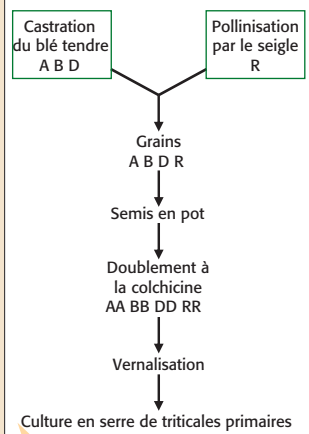 Castration
du blé tendre
A B D
Pollinisation
par le seigle
R
Grains
A B D R
Semis en pot
Doublement à
la colchicine
AA BB DD RR
Vernalisation
Culture en serre de triticales primaires